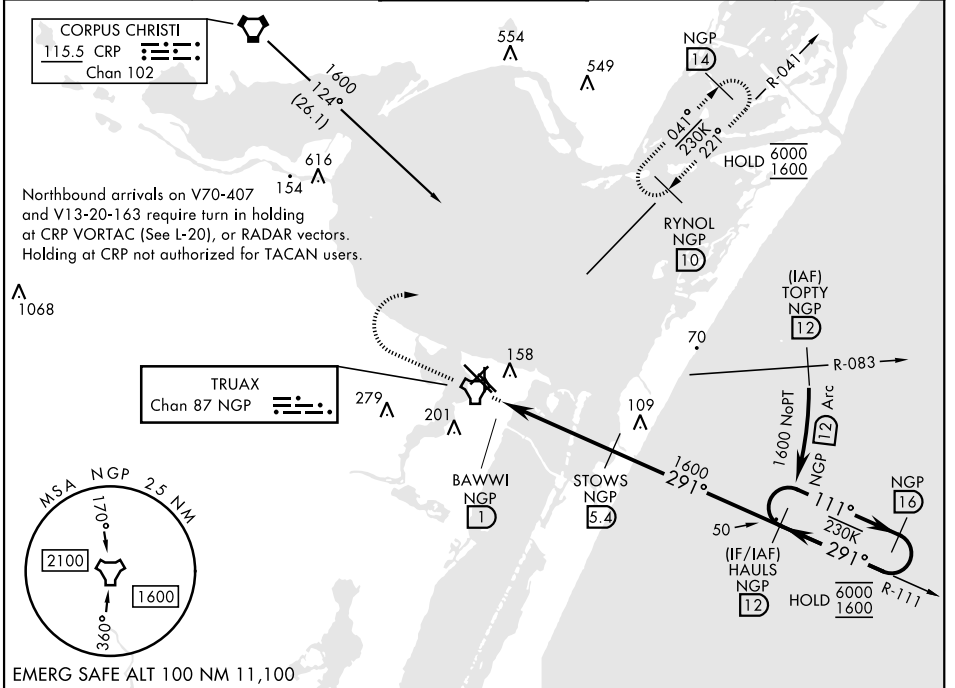 CORPUS CHRISTI
115.5 CRP
Chan 102
1600
124°
(26.1)
554
549
NGP
14
R-041
041°
230K
221°
HOLD 6000
1600
616
154
Northbound arrivals on V70-407
and V13-20-163 require turn in holding
at CRP VORTAC (See L-20), or RADAR vectors.
Holding at CRP not authorized for TACAN users.
RYNOL
NGP
10
1068
(IAF)
TOPTY
NGP
12
70
R-083
158
TRUAX
Chan 87 NGP
279
201
109
1600 NoPT
NGP 12 Arc
1600
291°
BAWWI
NGP
1
STOWS
NGP
5.4
NGP
16
111°
230K
291°
50
(IF/IAF)
HAULS
NGP
12
HOLD 6000
1600
R-111
MSA NGP 25 NM
170°
2100
1600
360°
EMERG SAFE ALT 100 NM 11,100